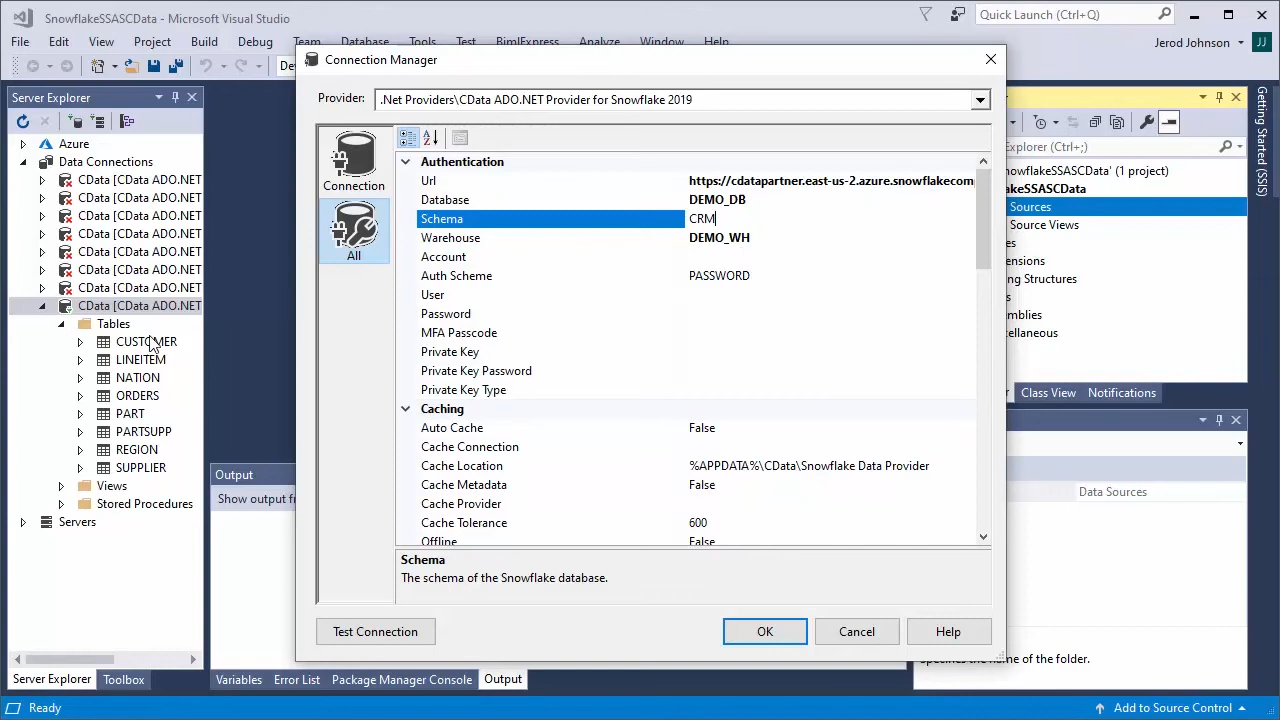 SnowflakeSSASCData - Microsoft Visual Studio
Quick Launch (Ctrl+Q)
File Edit View Project Build Debug Team Database Tools Test BimlExpress Analyze Window Help
Jerod Johnson JJ
De
Server Explorer
Azure
Data Connections
CData [CData ADO.NET
CData [CData ADO.NET
CData [CData ADO.NET
CData [CData ADO.NET
CData [CData ADO.NET
CData [CData ADO.NET
CData [CData ADO.NET
CData [CData ADO.NET
Tables
CUSTOMER
LINEITEM
NATION
ORDERS
PART
PARTSUPP
REGION
SUPPLIER
Views
Stored Procedures
Servers
Server Explorer Toolbox
Output
Show output fr
Variables Error List Package Manager Console Output
Connection Manager
Provider: .Net Providers\CData ADO.NET Provider for Snowflake 2019
Connection
All
Authentication
Url https://cdatapartner.east-us-2.azure.snowflakecom
Database DEMO_DB
Schema CRM
Warehouse DEMO_WH
Account
Auth Scheme PASSWORD
User
Password
MFA Passcode
Private Key
Private Key Password
Private Key Type
Caching
Auto Cache False
Cache Connection
Cache Location %APPDATA%\CData\Snowflake Data Provider
Cache Metadata False
Cache Provider
Cache Tolerance 600
Offline False
Schema
The schema of the Snowflake database.
Test Connection OK Cancel Help
Explorer (Ctrl+;)
nowflakeSSASCData' (1 project)
akeSSASCData
Sources
Source Views
es
ensions
ng Structures
s
emblies
cellaneous
r Class View Notifications
Data Sources
Specifies the name of the folder.
Getting Started (SSIS)
Ready
Add to Source Control